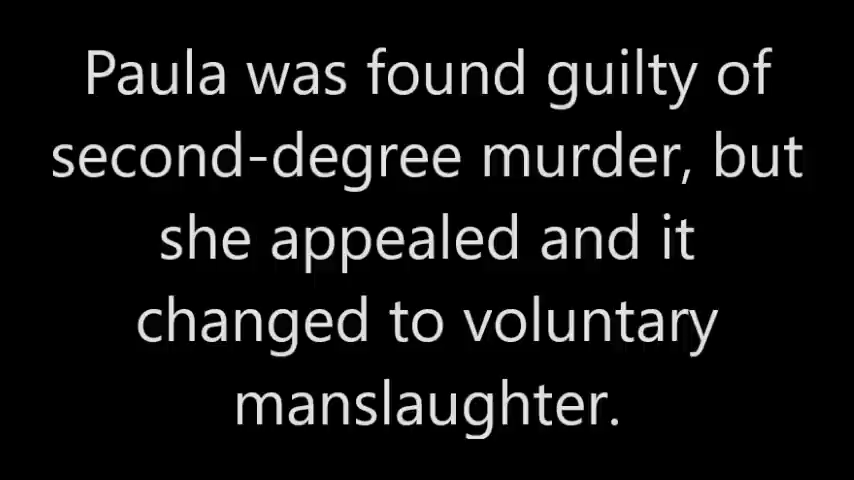 Paula was found guilty of
second-degree murder, but
she appealed and it
changed to voluntary
manslaughter.